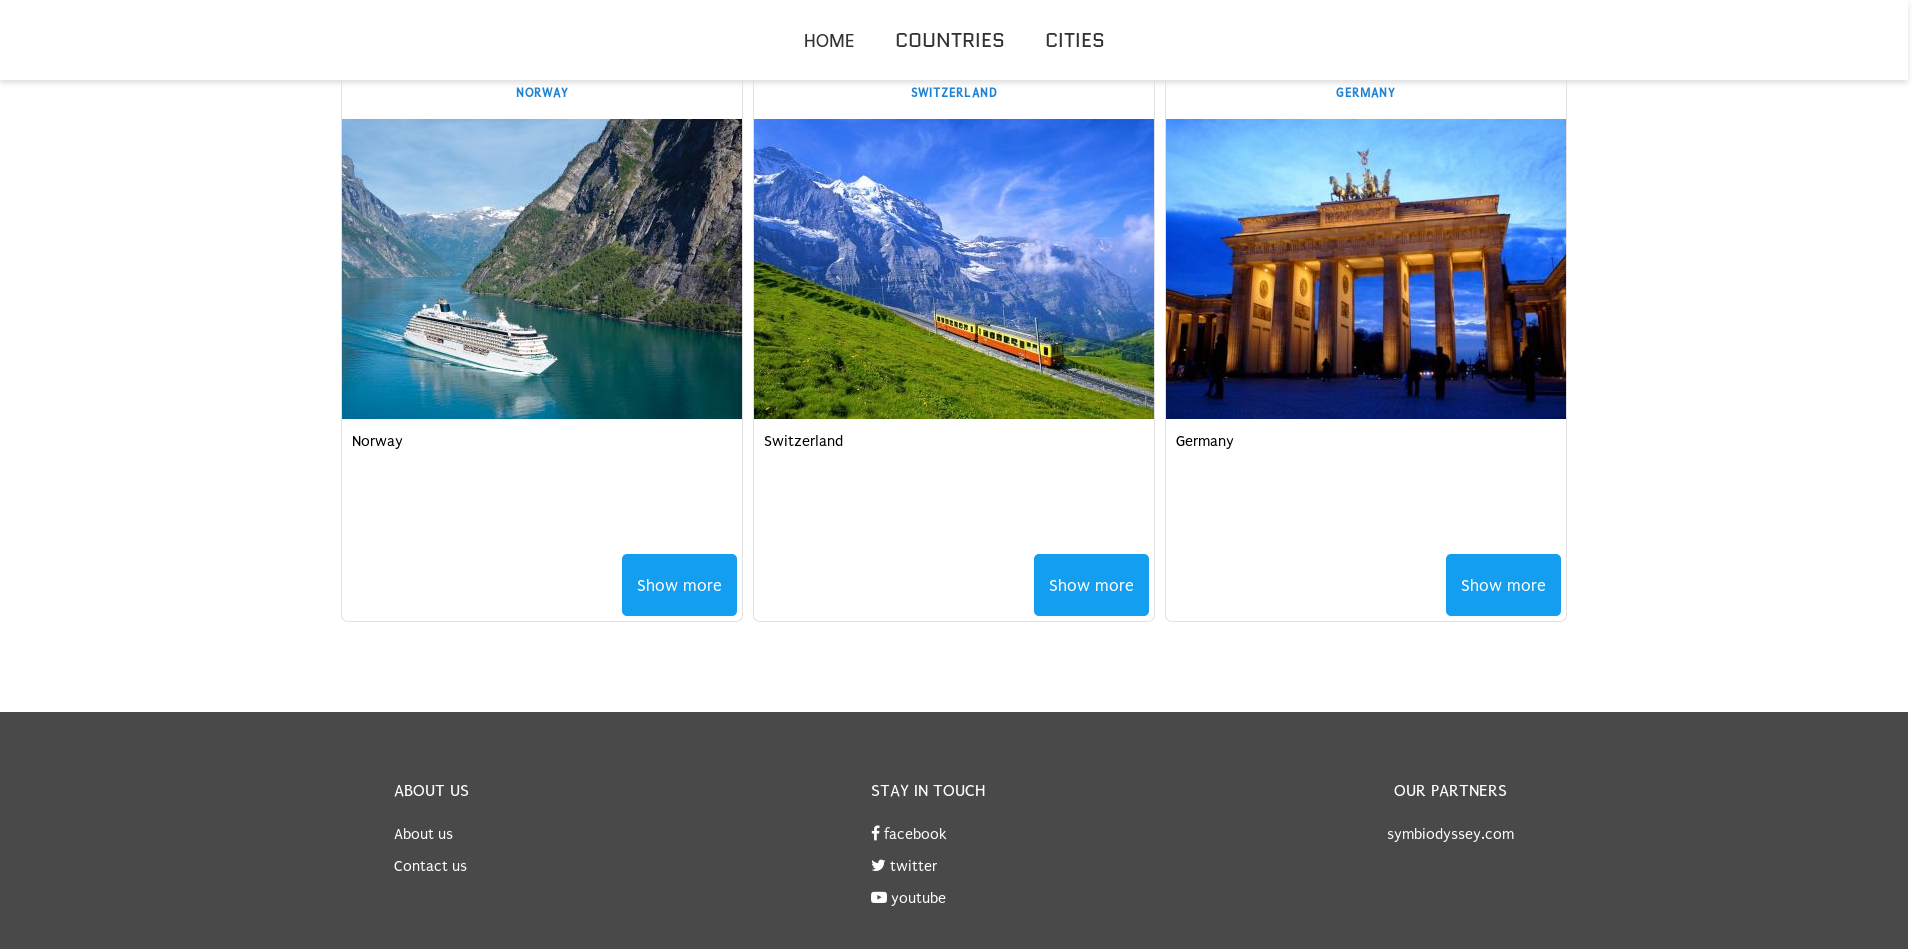 HOME COUNTRIES CITIES
NORWAY
SWITZERLAND
GERMANY
Norway
Switzerland
Germany
Show more
Show more
Show more
ABOUT US
About us
Contact us
STAY IN TOUCH
facebook
twitter
youtube
OUR PARTNERS
symbiodyssey.com